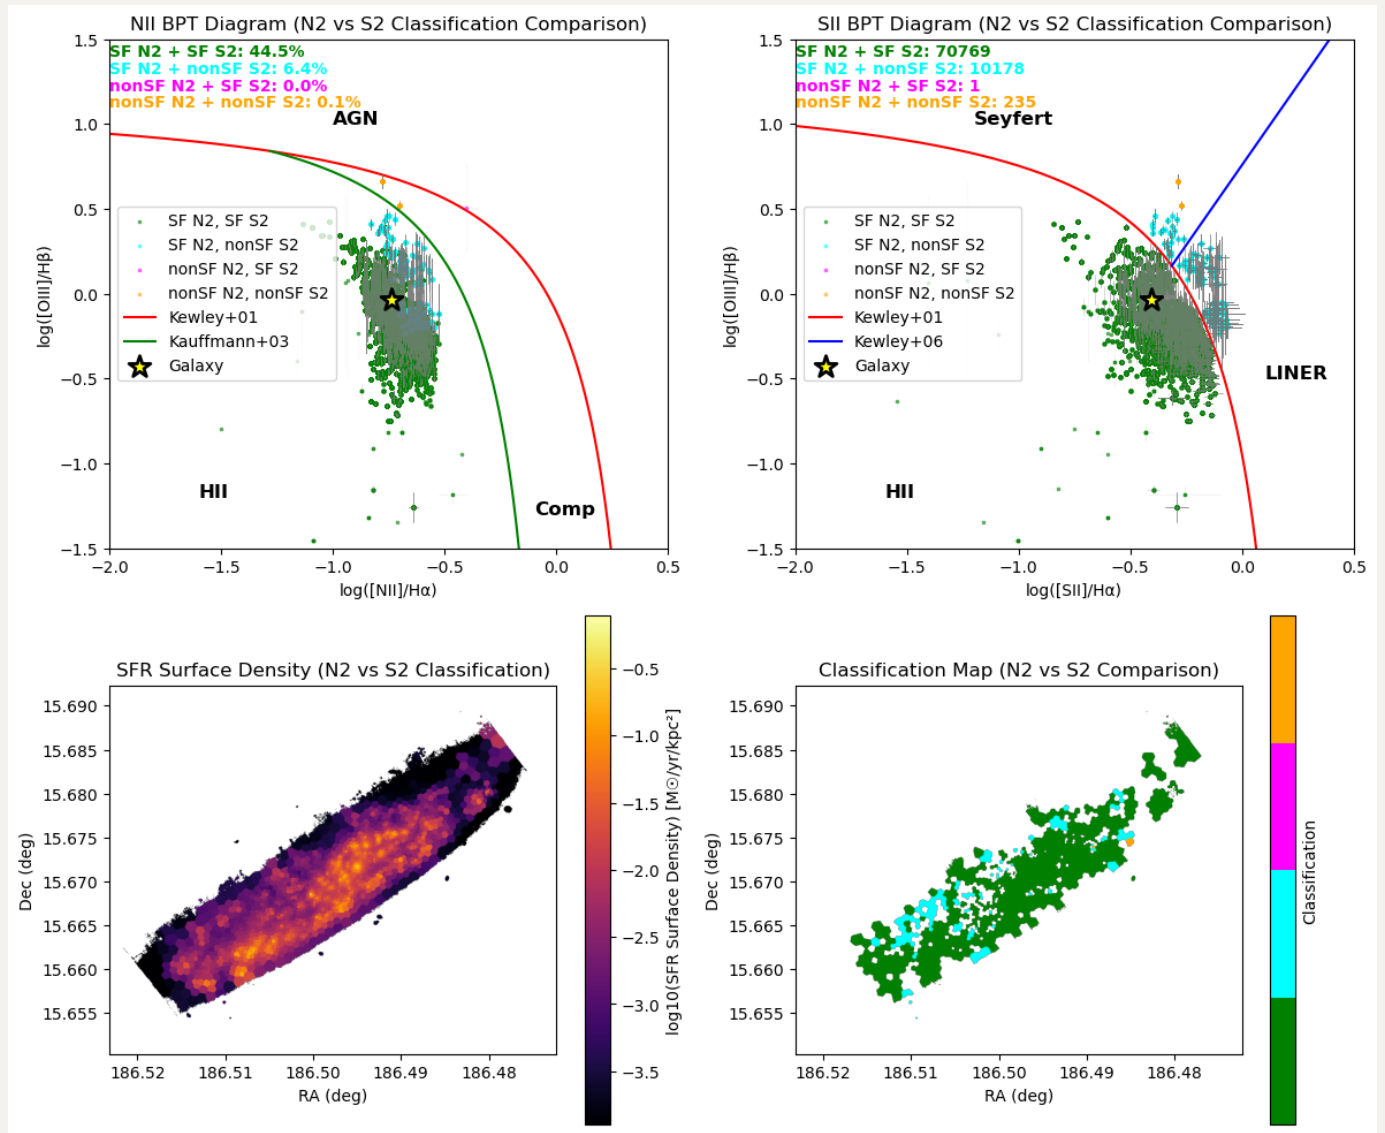 NII BPT Diagram (N2 vs S2 Classification Comparison)
SF N2 + SF S2: 44.5%
SF N2 + nonSF S2: 6.4%
nonSF N2 + SF S2: 0.0%
nonSF N2 + nonSF S2: 0.1%
AGN
SF N2, SF S2
SF N2, nonSF S2
nonSF N2, SF S2
nonSF N2, nonSF S2
Kewley+01
Kauffmann+03
Galaxy
HII
Comp
1.5
1.0
0.5
0.0
−0.5
−1.0
−1.5
log([OIII]/Hβ)
−2.0 −1.5 −1.0 −0.5 0.0 0.5
log([NII]/Hα)
SII BPT Diagram (N2 vs S2 Classification Comparison)
SF N2 + SF S2: 70769
SF N2 + nonSF S2: 10178
nonSF N2 + SF S2: 1
nonSF N2 + nonSF S2: 235
Seyfert
SF N2, SF S2
SF N2, nonSF S2
nonSF N2, SF S2
nonSF N2, nonSF S2
Kewley+01
Kewley+06
Galaxy
LINER
HII
1.5
1.0
0.5
0.0
−0.5
−1.0
−1.5
log([OIII]/Hβ)
−2.0 −1.5 −1.0 −0.5 0.0 0.5
log([SII]/Hα)
SFR Surface Density (N2 vs S2 Classification)
15.690
15.685
15.680
15.675
15.670
15.665
15.660
15.655
Dec (deg)
186.52 186.51 186.50 186.49 186.48
RA (deg)
−0.5
−1.0
−1.5
−2.0
−2.5
−3.0
−3.5
log10(SFR Surface Density) [M☉/yr/kpc²]
Classification Map (N2 vs S2 Comparison)
15.690
15.685
15.680
15.675
15.670
15.665
15.660
15.655
Dec (deg)
186.52 186.51 186.50 186.49 186.48
RA (deg)
Classification